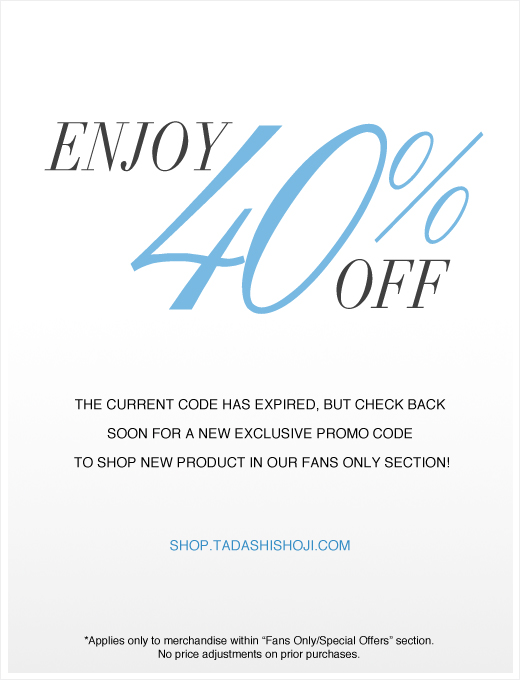 ENJOY
40%
OFF
THE CURRENT CODE HAS EXPIRED, BUT CHECK BACK
SOON FOR A NEW EXCLUSIVE PROMO CODE
TO SHOP NEW PRODUCT IN OUR FANS ONLY SECTION!
SHOP.TADASHISHOJI.COM
*Applies only to merchandise within “Fans Only/Special Offers” section.
No price adjustments on prior purchases.